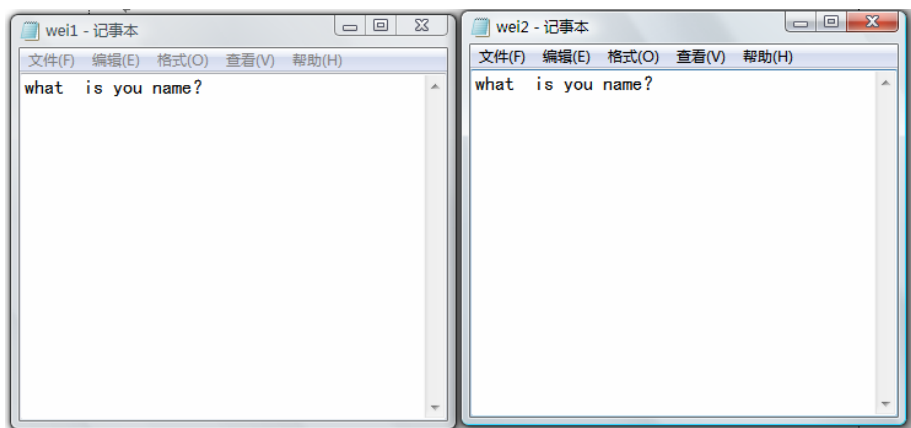 wei1 - 记事本
文件(F) 编辑(E) 格式(O) 查看(V) 帮助(H)
what  is you name?
wei2 - 记事本
文件(F) 编辑(E) 格式(O) 查看(V) 帮助(H)
what  is you name?